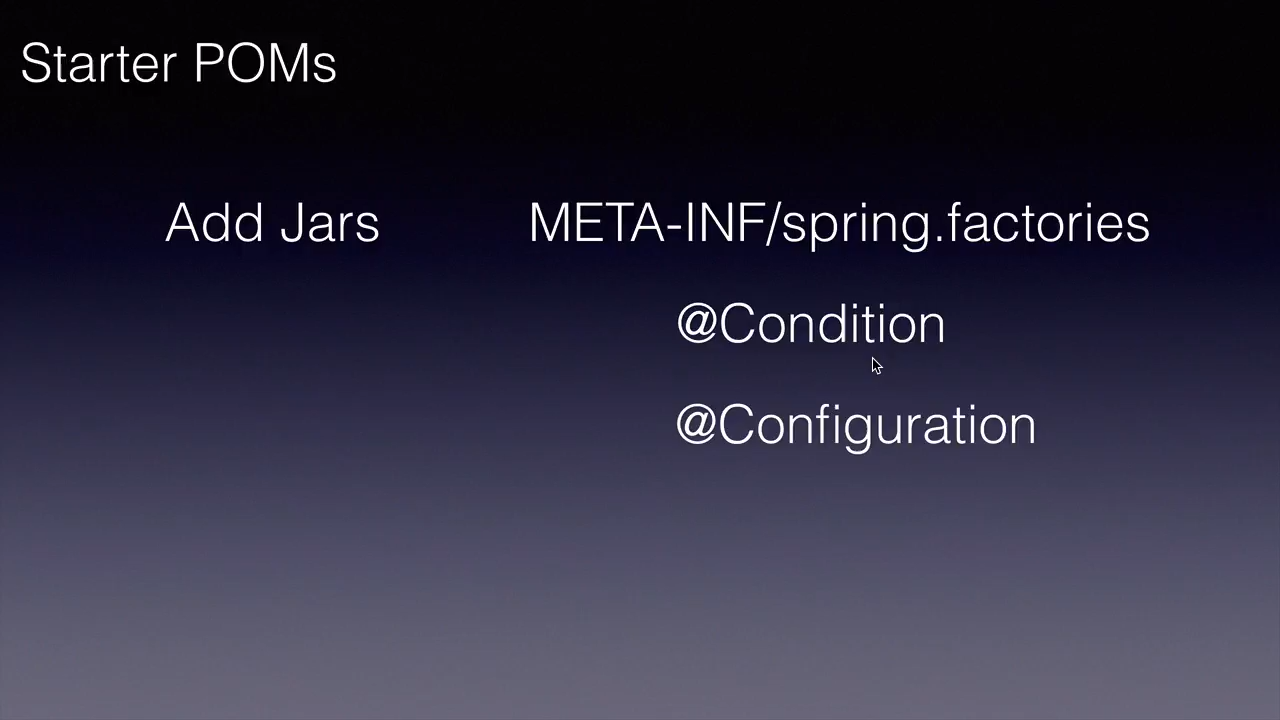 Starter POMs
Add Jars
META-INF/spring.factories
@Condition
@Configuration